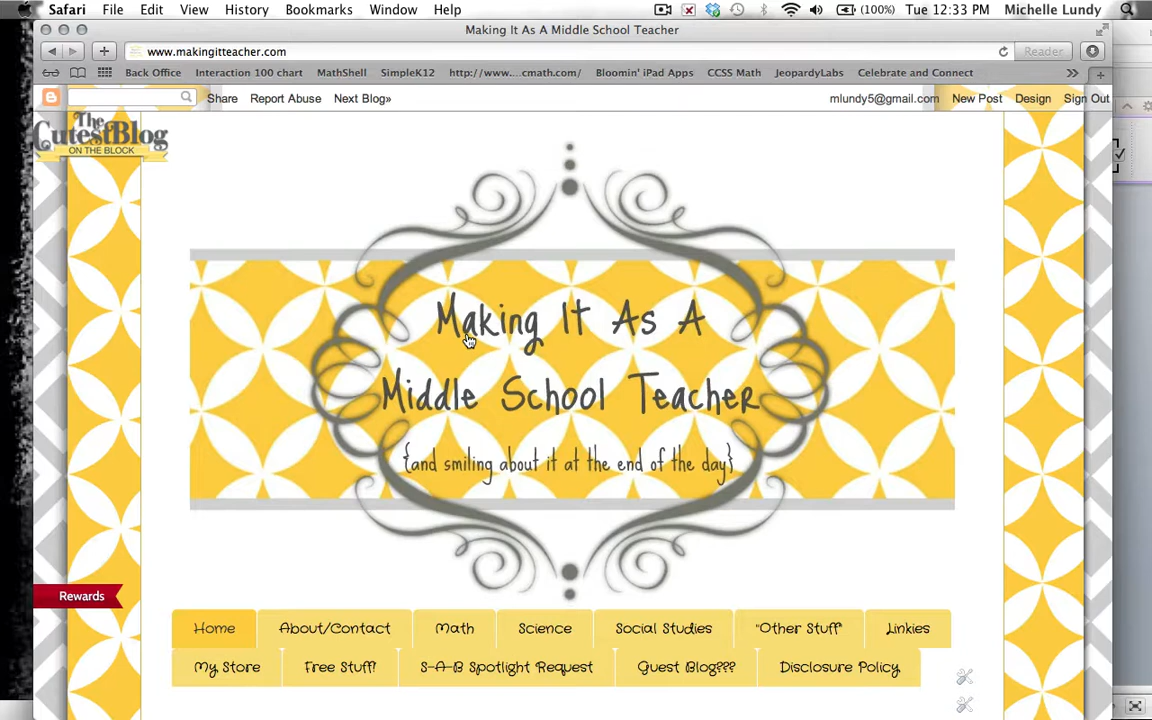 Safari File Edit View History Bookmarks Window Help (100%) Tue 12:33 PM Michelle Lundy
Making It As A Middle School Teacher
www.makingitteacher.com Reader
Back Office Interaction 100 chart MathShell SimpleK12 http://www....cmath.com/ Bloomin' iPad Apps CCSS Math JeopardyLabs Celebrate and Connect
Share Report Abuse Next Blog» mlundy5@gmail.com New Post Design Sign Out
The
CutestBlog
ON THE BLOCK
Making It As A
Middle School Teacher
{and smiling about it at the end of the day}
Rewards
Home About/Contact Math Science Social Studies "Other Stuff" Linkies
My Store Free Stuff! S-A-B Spotlight Request Guest Blog??? Disclosure Policy